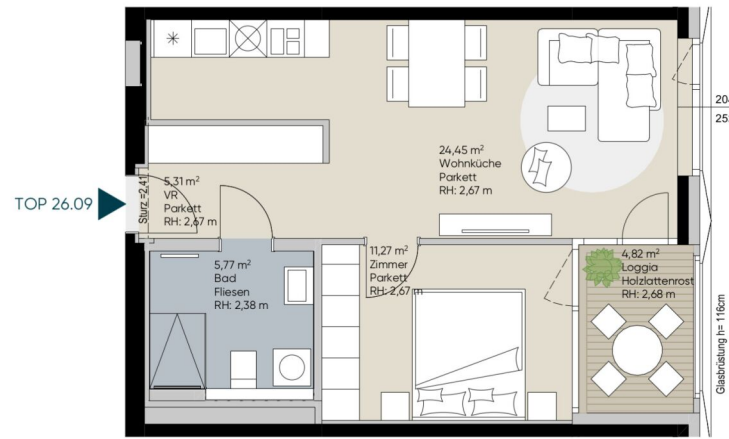 TOP 26.09
Sturz =2,41
5,31 m²
VR
Parkett
RH: 2,67 m
24,45 m²
Wohnküche
Parkett
RH: 2,67 m
5,77 m²
Bad
Fliesen
RH: 2,38 m
11,27 m²
Zimmer
Parkett
RH: 2,67 m
4,82 m²
Loggia
Holzlattenrost
RH: 2,68 m
Glasbrüstung h= 116cm